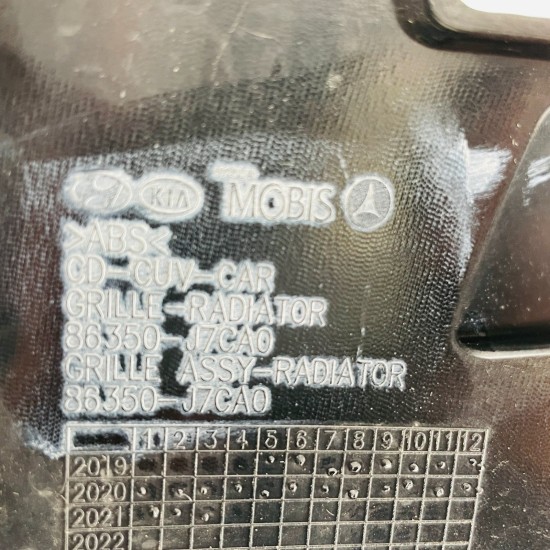 KIA MOBIS
>ABS<
CD-CUV-CAR
GRILLE-RADIATOR
86350-J7CA0
GRILLE ASSY-RADIATOR
86350-J7CA0
1 2 3 4 5 6 7 8 9 10 11 12
2019
2020
2021
2022